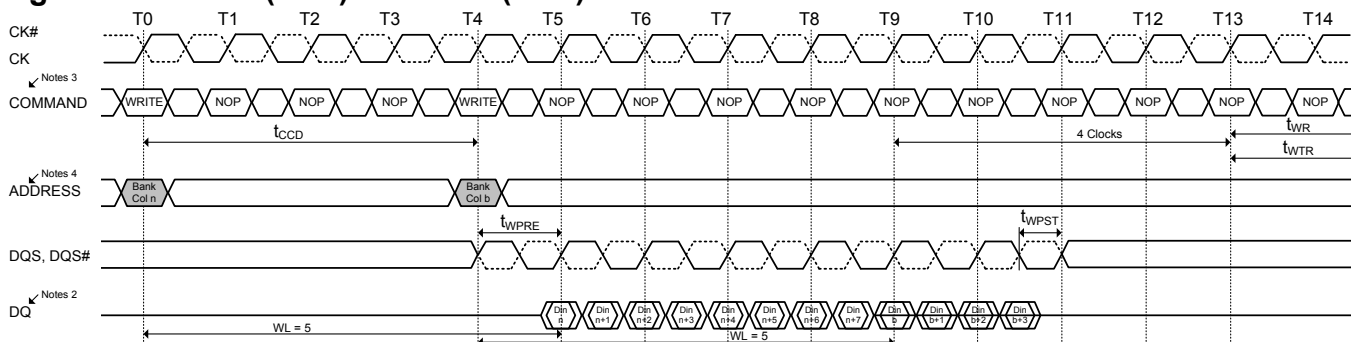 T0 T1 T2 T3 T4 T5 T6 T7 T8 T9 T10 T11 T12 T13 T14
CK#
CK
Notes 3
COMMAND WRITE NOP NOP NOP WRITE NOP NOP NOP NOP NOP NOP NOP NOP NOP NOP
tCCD 4 Clocks tWR
tWTR
Notes 4
ADDRESS Bank Col n Bank Col b
tWPRE tWPST
DQS, DQS#
Notes 2
DQ Din n Din n+1 Din n+2 Din n+3 Din n+4 Din n+5 Din n+6 Din n+7 Din b Din b+1 Din b+2 Din b+3
WL = 5 WL = 5